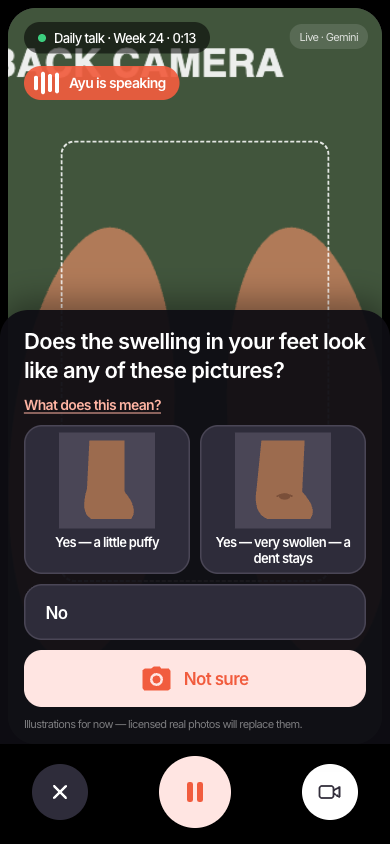 Daily talk · Week 24 · 0:13
Live · Gemini
BACK CAMERA
Ayu is speaking
Does the swelling in your feet look
like any of these pictures?
What does this mean?
Yes — a little puffy
Yes — very swollen — a
dent stays
No
Not sure
Illustrations for now — licensed real photos will replace them.